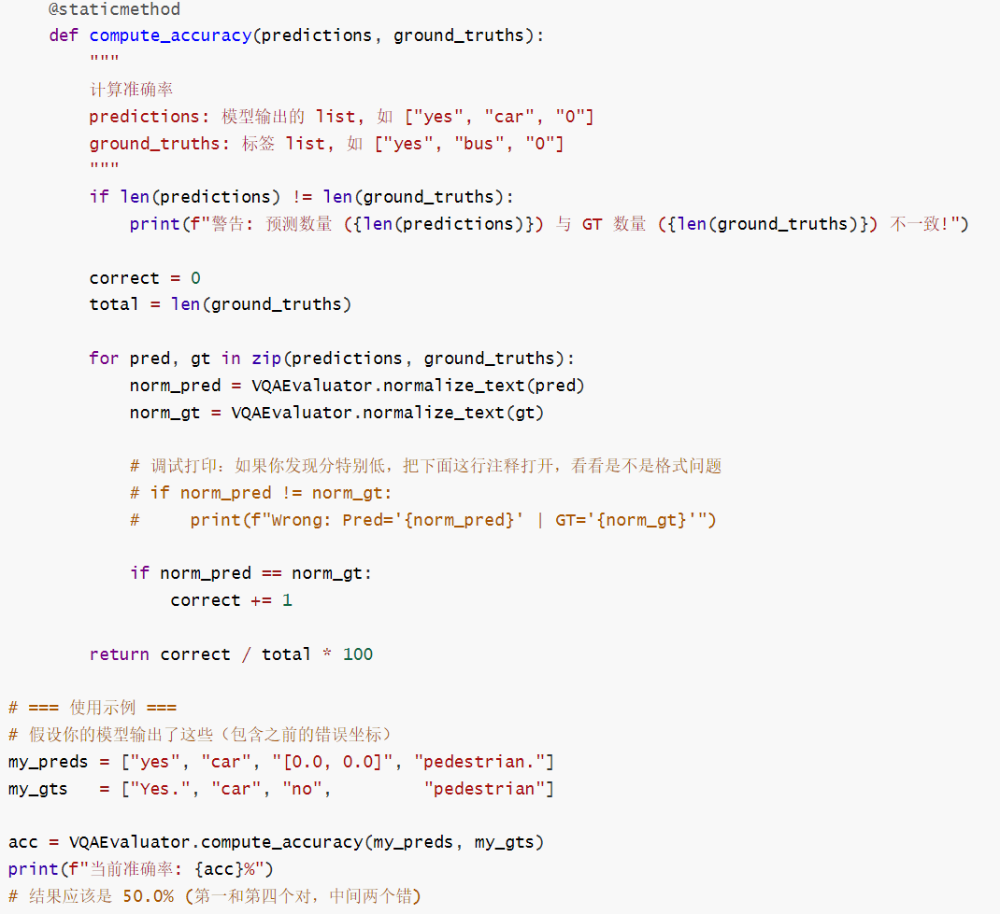 @staticmethod
def compute_accuracy(predictions, ground_truths):
"""
计算准确率
predictions: 模型输出的 list, 如 ["yes", "car", "0"]
ground_truths: 标签 list, 如 ["yes", "bus", "0"]
"""
if len(predictions) != len(ground_truths):
print(f"警告: 预测数量 ({len(predictions)}) 与 GT 数量 ({len(ground_truths)}) 不一致!")
correct = 0
total = len(ground_truths)
for pred, gt in zip(predictions, ground_truths):
norm_pred = VQAEvaluator.normalize_text(pred)
norm_gt = VQAEvaluator.normalize_text(gt)
# 调试打印：如果你发现分特别低，把下面这行注释打开，看看是不是格式问题
# if norm_pred != norm_gt:
#     print(f"Wrong: Pred='{norm_pred}' | GT='{norm_gt}'")
if norm_pred == norm_gt:
correct += 1
return correct / total * 100
# === 使用示例 ===
# 假设你的模型输出了这些（包含之前的错误坐标）
my_preds = ["yes", "car", "[0.0, 0.0]", "pedestrian."]
my_gts   = ["Yes.", "car", "no",         "pedestrian"]
acc = VQAEvaluator.compute_accuracy(my_preds, my_gts)
print(f"当前准确率: {acc}%")
# 结果应该是 50.0% (第一和第四个对，中间两个错)